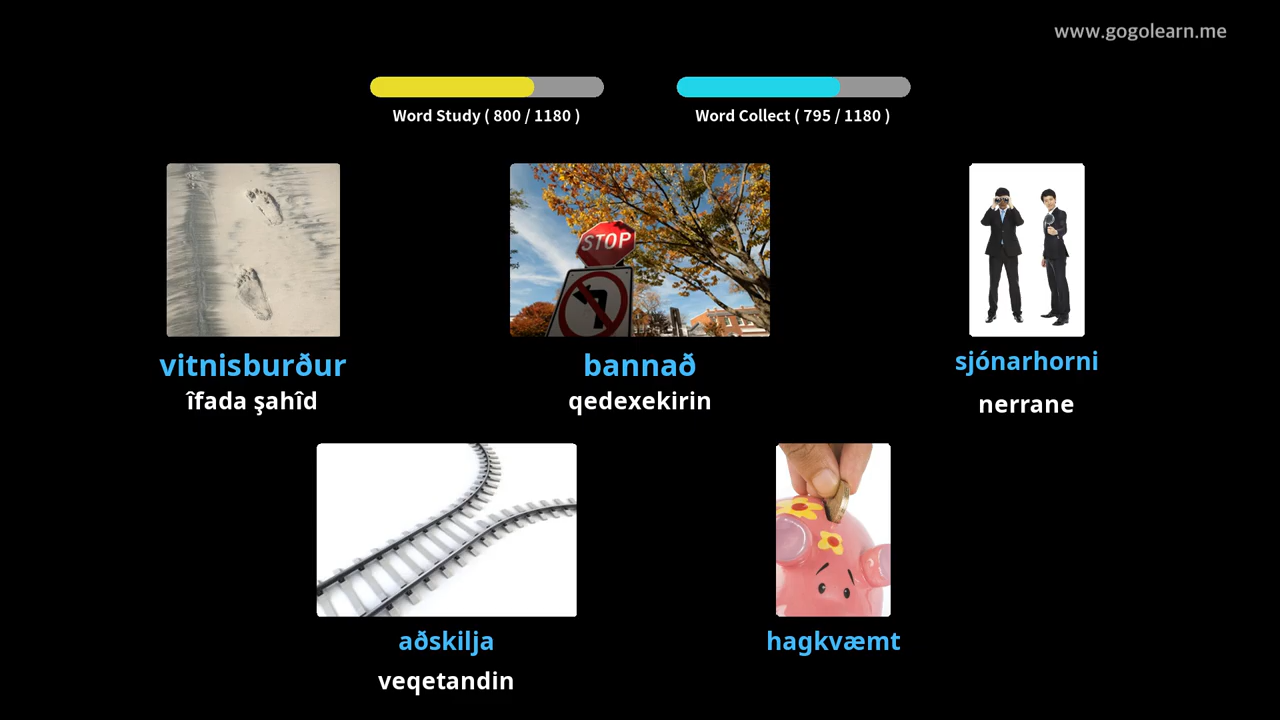 www.gogolearn.me
Word Study ( 800 / 1180 )
Word Collect ( 795 / 1180 )
STOP
vitnisburður
îfada şahîd
bannað
qedexekirin
sjónarhorni
nerrane
aðskilja
veqetandin
hagkvæmt